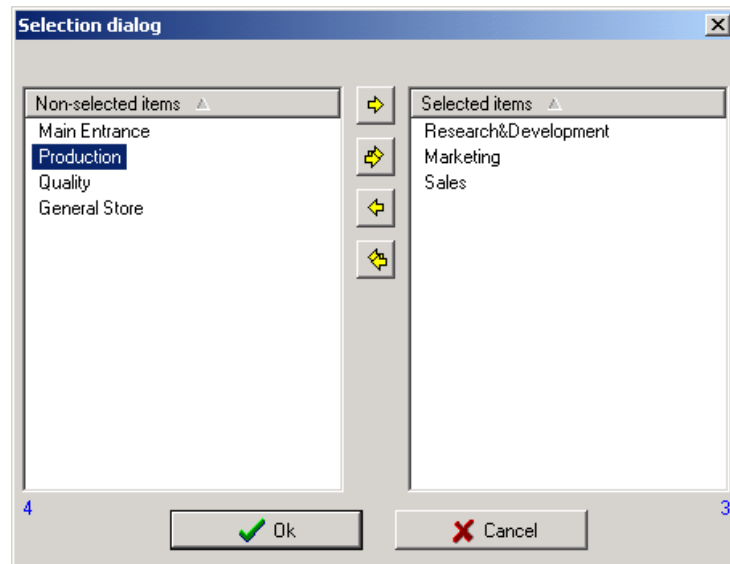 Selection dialog
Non-selected items
Main Entrance
Production
Quality
General Store
Selected items
Research&Development
Marketing
Sales
4
3
Ok
Cancel